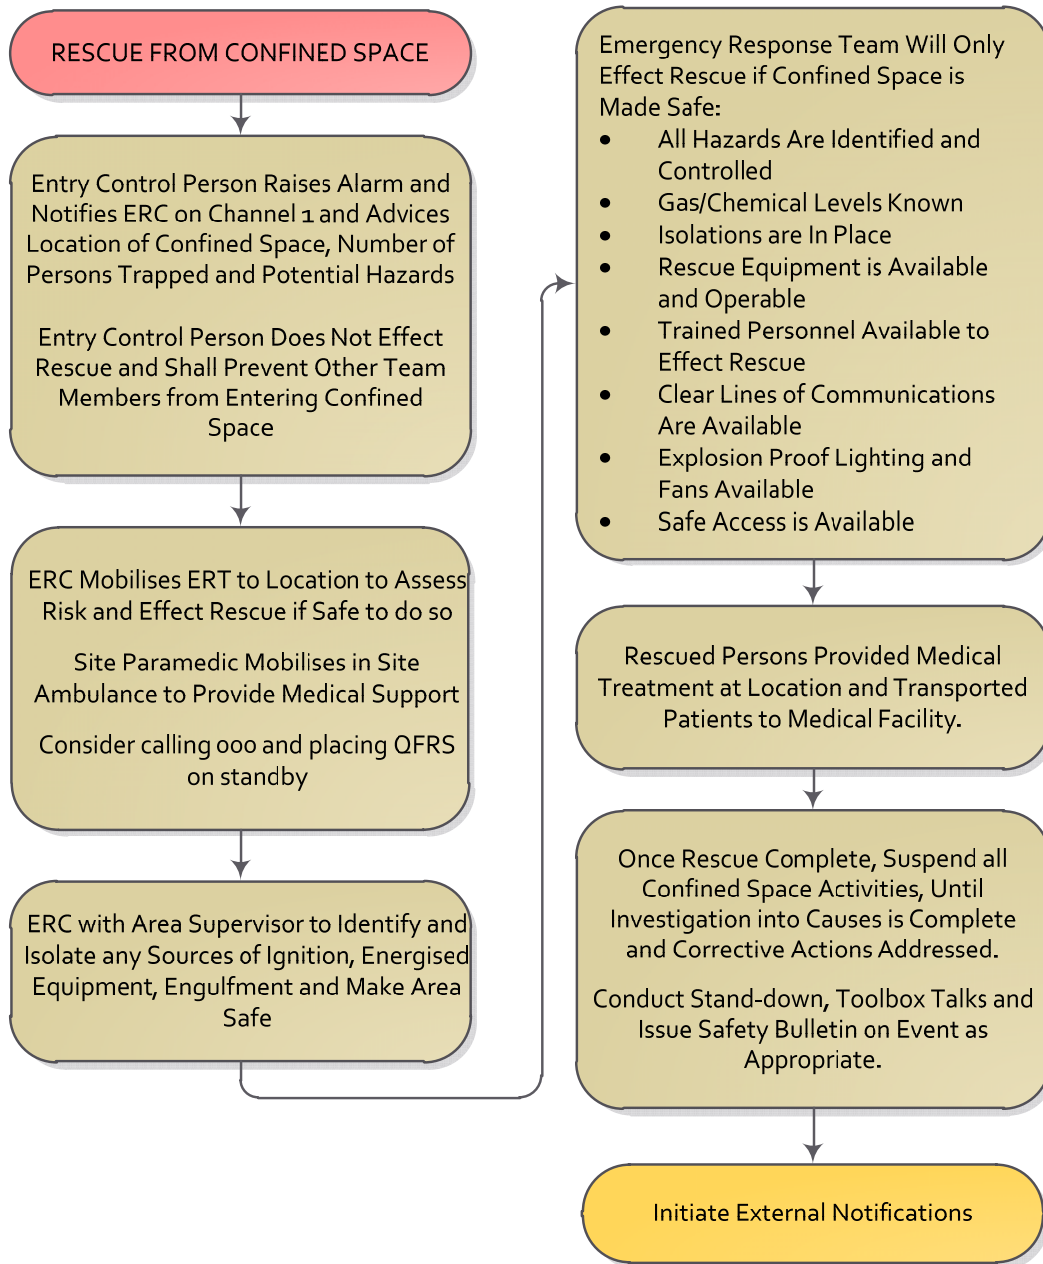 RESCUE FROM CONFINED SPACE
Entry Control Person Raises Alarm and
Notifies ERC on Channel 1 and Advices
Location of Confined Space, Number of
Persons Trapped and Potential Hazards
Entry Control Person Does Not Effect
Rescue and Shall Prevent Other Team
Members from Entering Confined
Space
ERC Mobilises ERT to Location to Assess
Risk and Effect Rescue if Safe to do so
Site Paramedic Mobilises in Site
Ambulance to Provide Medical Support
Consider calling 000 and placing QFRS
on standby
ERC with Area Supervisor to Identify and
Isolate any Sources of Ignition, Energised
Equipment, Engulfment and Make Area
Safe
Emergency Response Team Will Only
Effect Rescue if Confined Space is
Made Safe:
• All Hazards Are Identified and
Controlled
• Gas/Chemical Levels Known
• Isolations are In Place
• Rescue Equipment is Available
and Operable
• Trained Personnel Available to
Effect Rescue
• Clear Lines of Communications
Are Available
• Explosion Proof Lighting and
Fans Available
• Safe Access is Available
Rescued Persons Provided Medical
Treatment at Location and Transported
Patients to Medical Facility.
Once Rescue Complete, Suspend all
Confined Space Activities, Until
Investigation into Causes is Complete
and Corrective Actions Addressed.
Conduct Stand-down, Toolbox Talks and
Issue Safety Bulletin on Event as
Appropriate.
Initiate External Notifications